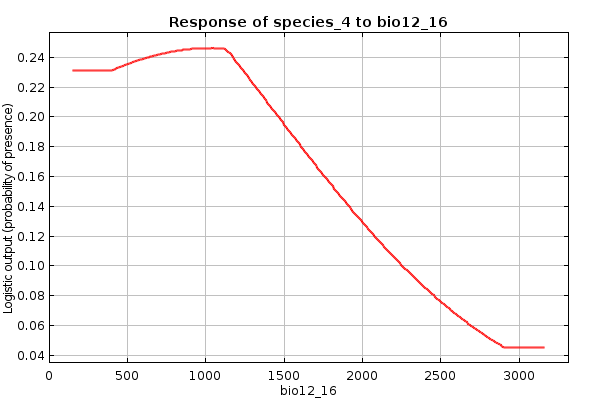 Response of species_4 to bio12_16
Logistic output (probability of presence)
0.24
0.22
0.20
0.18
0.16
0.14
0.12
0.10
0.08
0.06
0.04
0 500 1000 1500 2000 2500 3000
bio12_16